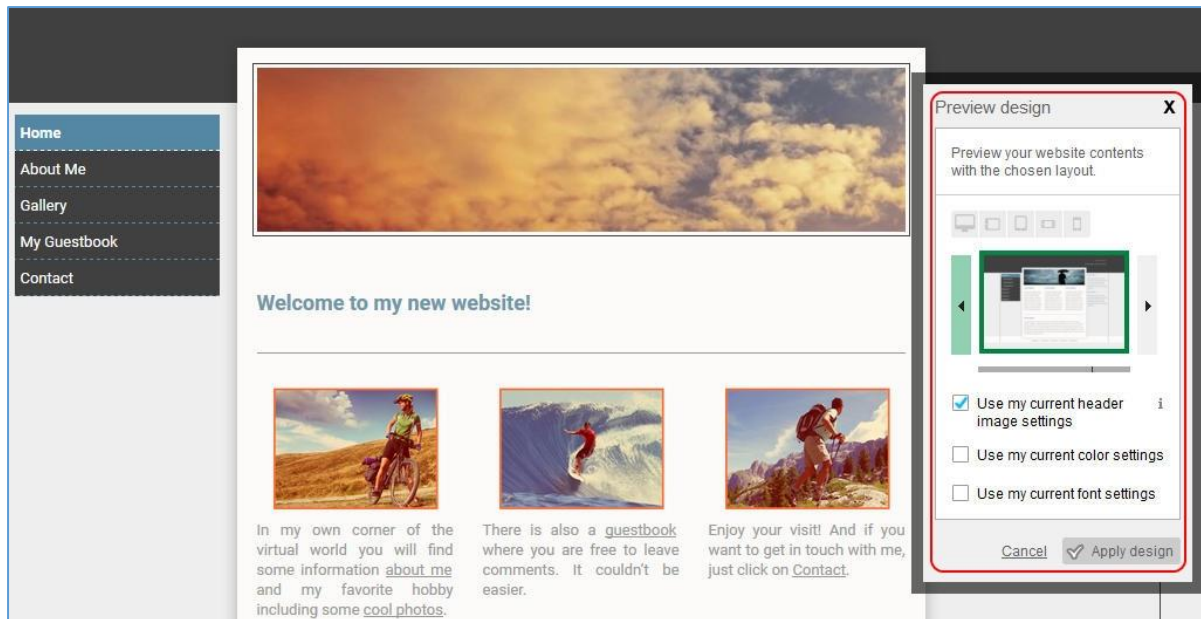 Home
About Me
Gallery
My Guestbook
Contact
Welcome to my new website!
In my own corner of the
virtual world you will find
some information about me
and my favorite hobby
including some cool photos.
There is also a guestbook
where you are free to leave
comments. It couldn't be
easier.
Enjoy your visit! And if you
want to get in touch with me,
just click on Contact.
Preview design X
Preview your website contents
with the chosen layout.
Use my current header i
image settings
Use my current color settings
Use my current font settings
Cancel Apply design